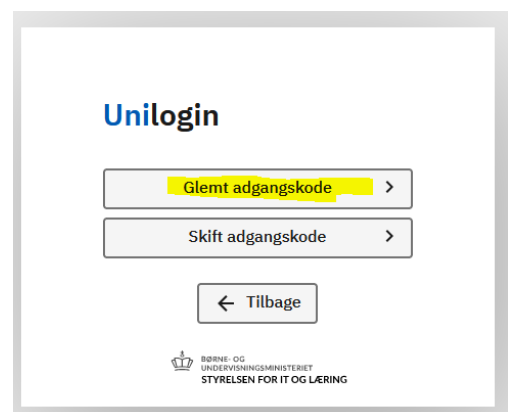 Unilogin
Glemt adgangskode
Skift adgangskode
Tilbage
BØRNE- OG
UNDERVISNINGSMINISTERIET
STYRELSEN FOR IT OG LÆRING